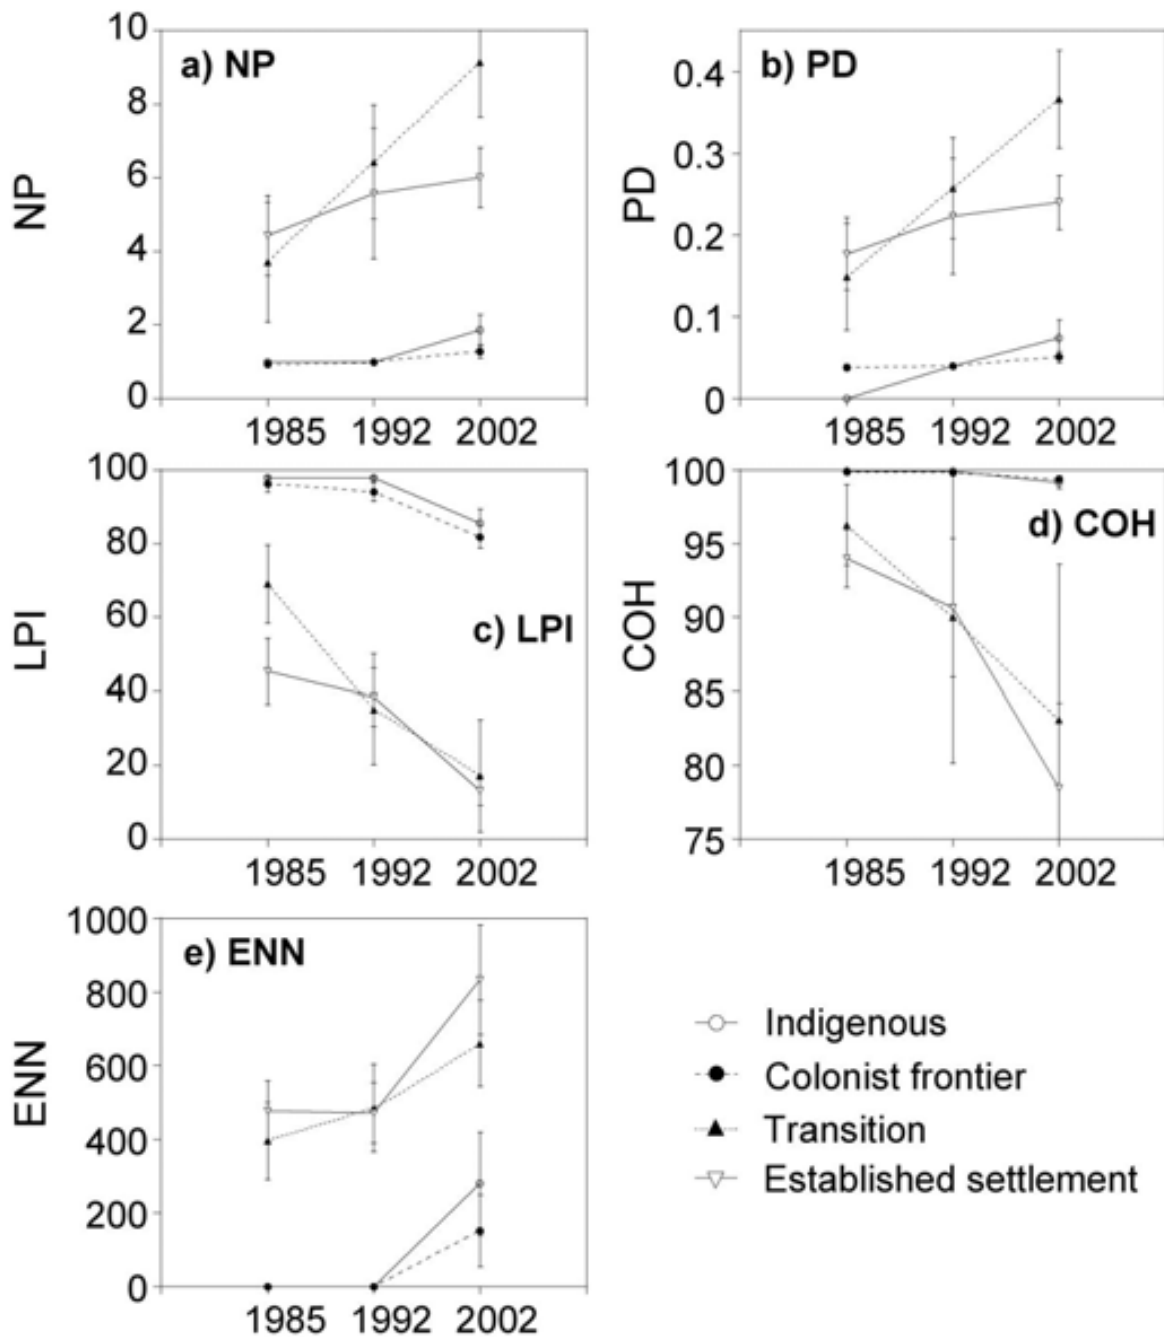 a) NP
NP
10
8
6
4
2
0
1985 1992 2002
b) PD
PD
0.4
0.3
0.2
0.1
0
1985 1992 2002
c) LPI
LPI
100
80
60
40
20
0
1985 1992 2002
d) COH
COH
100
95
90
85
80
75
1985 1992 2002
e) ENN
ENN
1000
800
600
400
200
0
1985 1992 2002
Indigenous
Colonist frontier
Transition
Established settlement